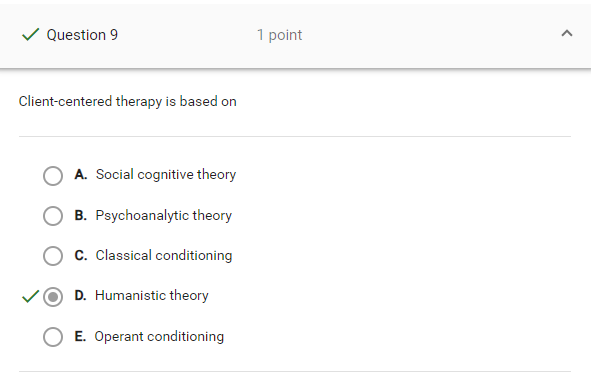 Question 9 1 point
Client-centered therapy is based on
A. Social cognitive theory
B. Psychoanalytic theory
C. Classical conditioning
D. Humanistic theory
E. Operant conditioning